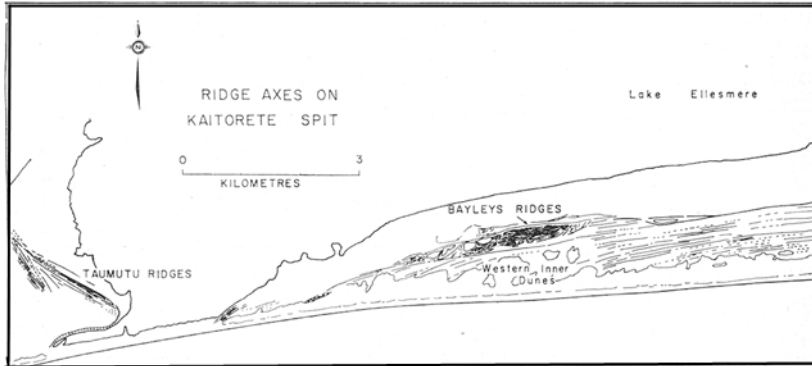 N
RIDGE AXES ON
KAITORETE SPIT
0 3
KILOMETRES
Lake Ellesmere
BAYLEYS RIDGES
TAUMUTU RIDGES
Western Inner
Dunes